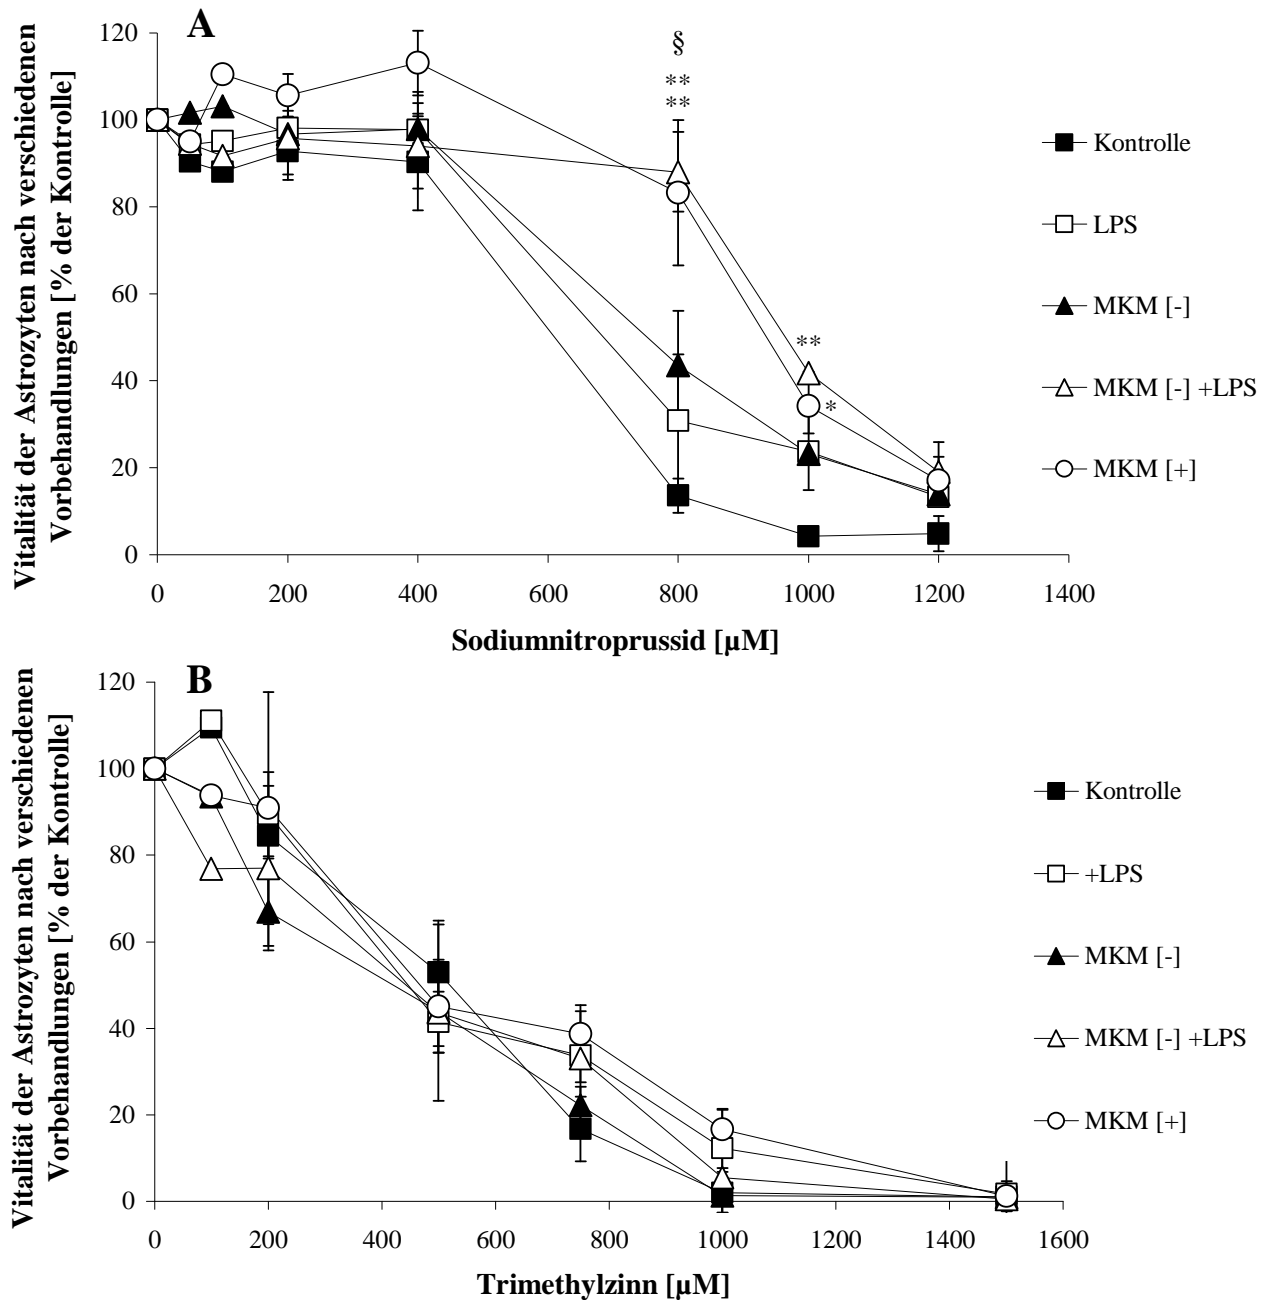 A
Vitalität der Astrozyten nach verschiedenen
Vorbehandlungen [% der Kontrolle]
120
100
80
60
40
20
0
§
**
**
**
*
0 200 400 600 800 1000 1200 1400
Sodiumnitroprussid [µM]
Kontrolle
LPS
MKM [-]
MKM [-] +LPS
MKM [+]
B
Vitalität der Astrozyten nach verschiedenen
Vorbehandlungen [% der Kontrolle]
120
100
80
60
40
20
0
0 200 400 600 800 1000 1200 1400 1600
Trimethylzinn [µM]
Kontrolle
+LPS
MKM [-]
MKM [-] +LPS
MKM [+]